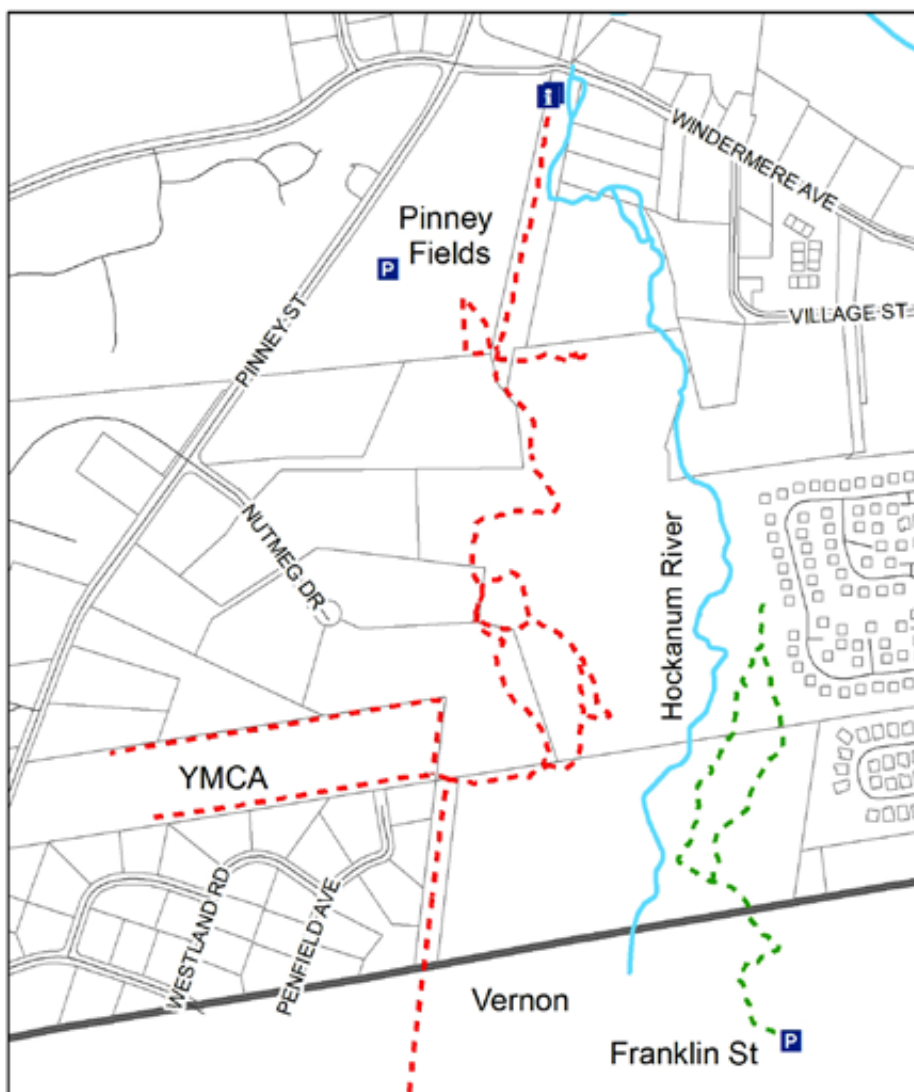 WINDERMERE AVE
i
Pinney
Fields
P
PINNEY ST
VILLAGE ST
NUTMEG DR
Hockanum River
YMCA
WESTLAND RD
PENFIELD AVE
Vernon
Franklin St
P